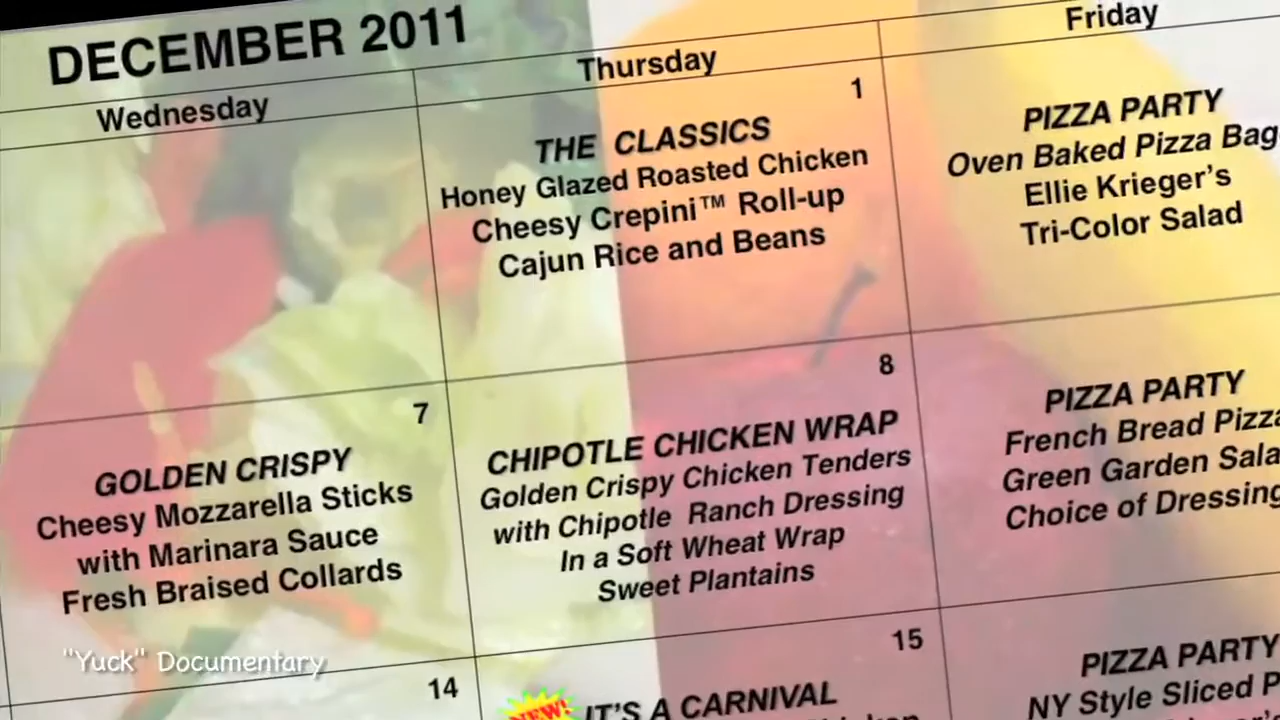 DECEMBER 2011
Wednesday
Thursday
Friday
1
THE CLASSICS
Honey Glazed Roasted Chicken
Cheesy Crepini™ Roll-up
Cajun Rice and Beans
PIZZA PARTY
Oven Baked Pizza
Ellie Krieger's
Tri-Color Salad
7
GOLDEN CRISPY
Cheesy Mozzarella Sticks
with Marinara Sauce
Fresh Braised Collards
8
CHIPOTLE CHICKEN WRAP
Golden Crispy Chicken Tenders
with Chipotle Ranch Dressing
In a Soft Wheat Wrap
Sweet Plantains
PIZZA PARTY
French Bread Pizza
Green Garden
Choice of Dressing
14
15
NEW!
IT'S A CARNIVAL
PIZZA PARTY
NY Style Sliced
"Yuck" Documentary